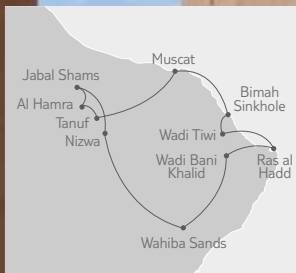 Muscat
Jabal Shams
Bimah
Sinkhole
Al Hamra
Tanuf
Nizwa
Wadi Tiwi
Wadi Bani
Khalid
Ras al
Hadd
Wahiba Sands